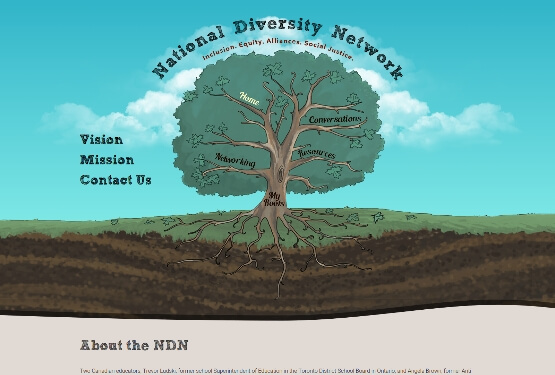 National Diversity Network
Inclusion. Equity. Alliances. Social Justice.
Home
Conversations
Networking
Resources
My
Books
Vision
Mission
Contact Us
About the NDN
Two Canadian educators, Trevor Ludski, former school Superintendent of Education in the Toronto District School Board in Ontario, and Angela Brown, former Anti